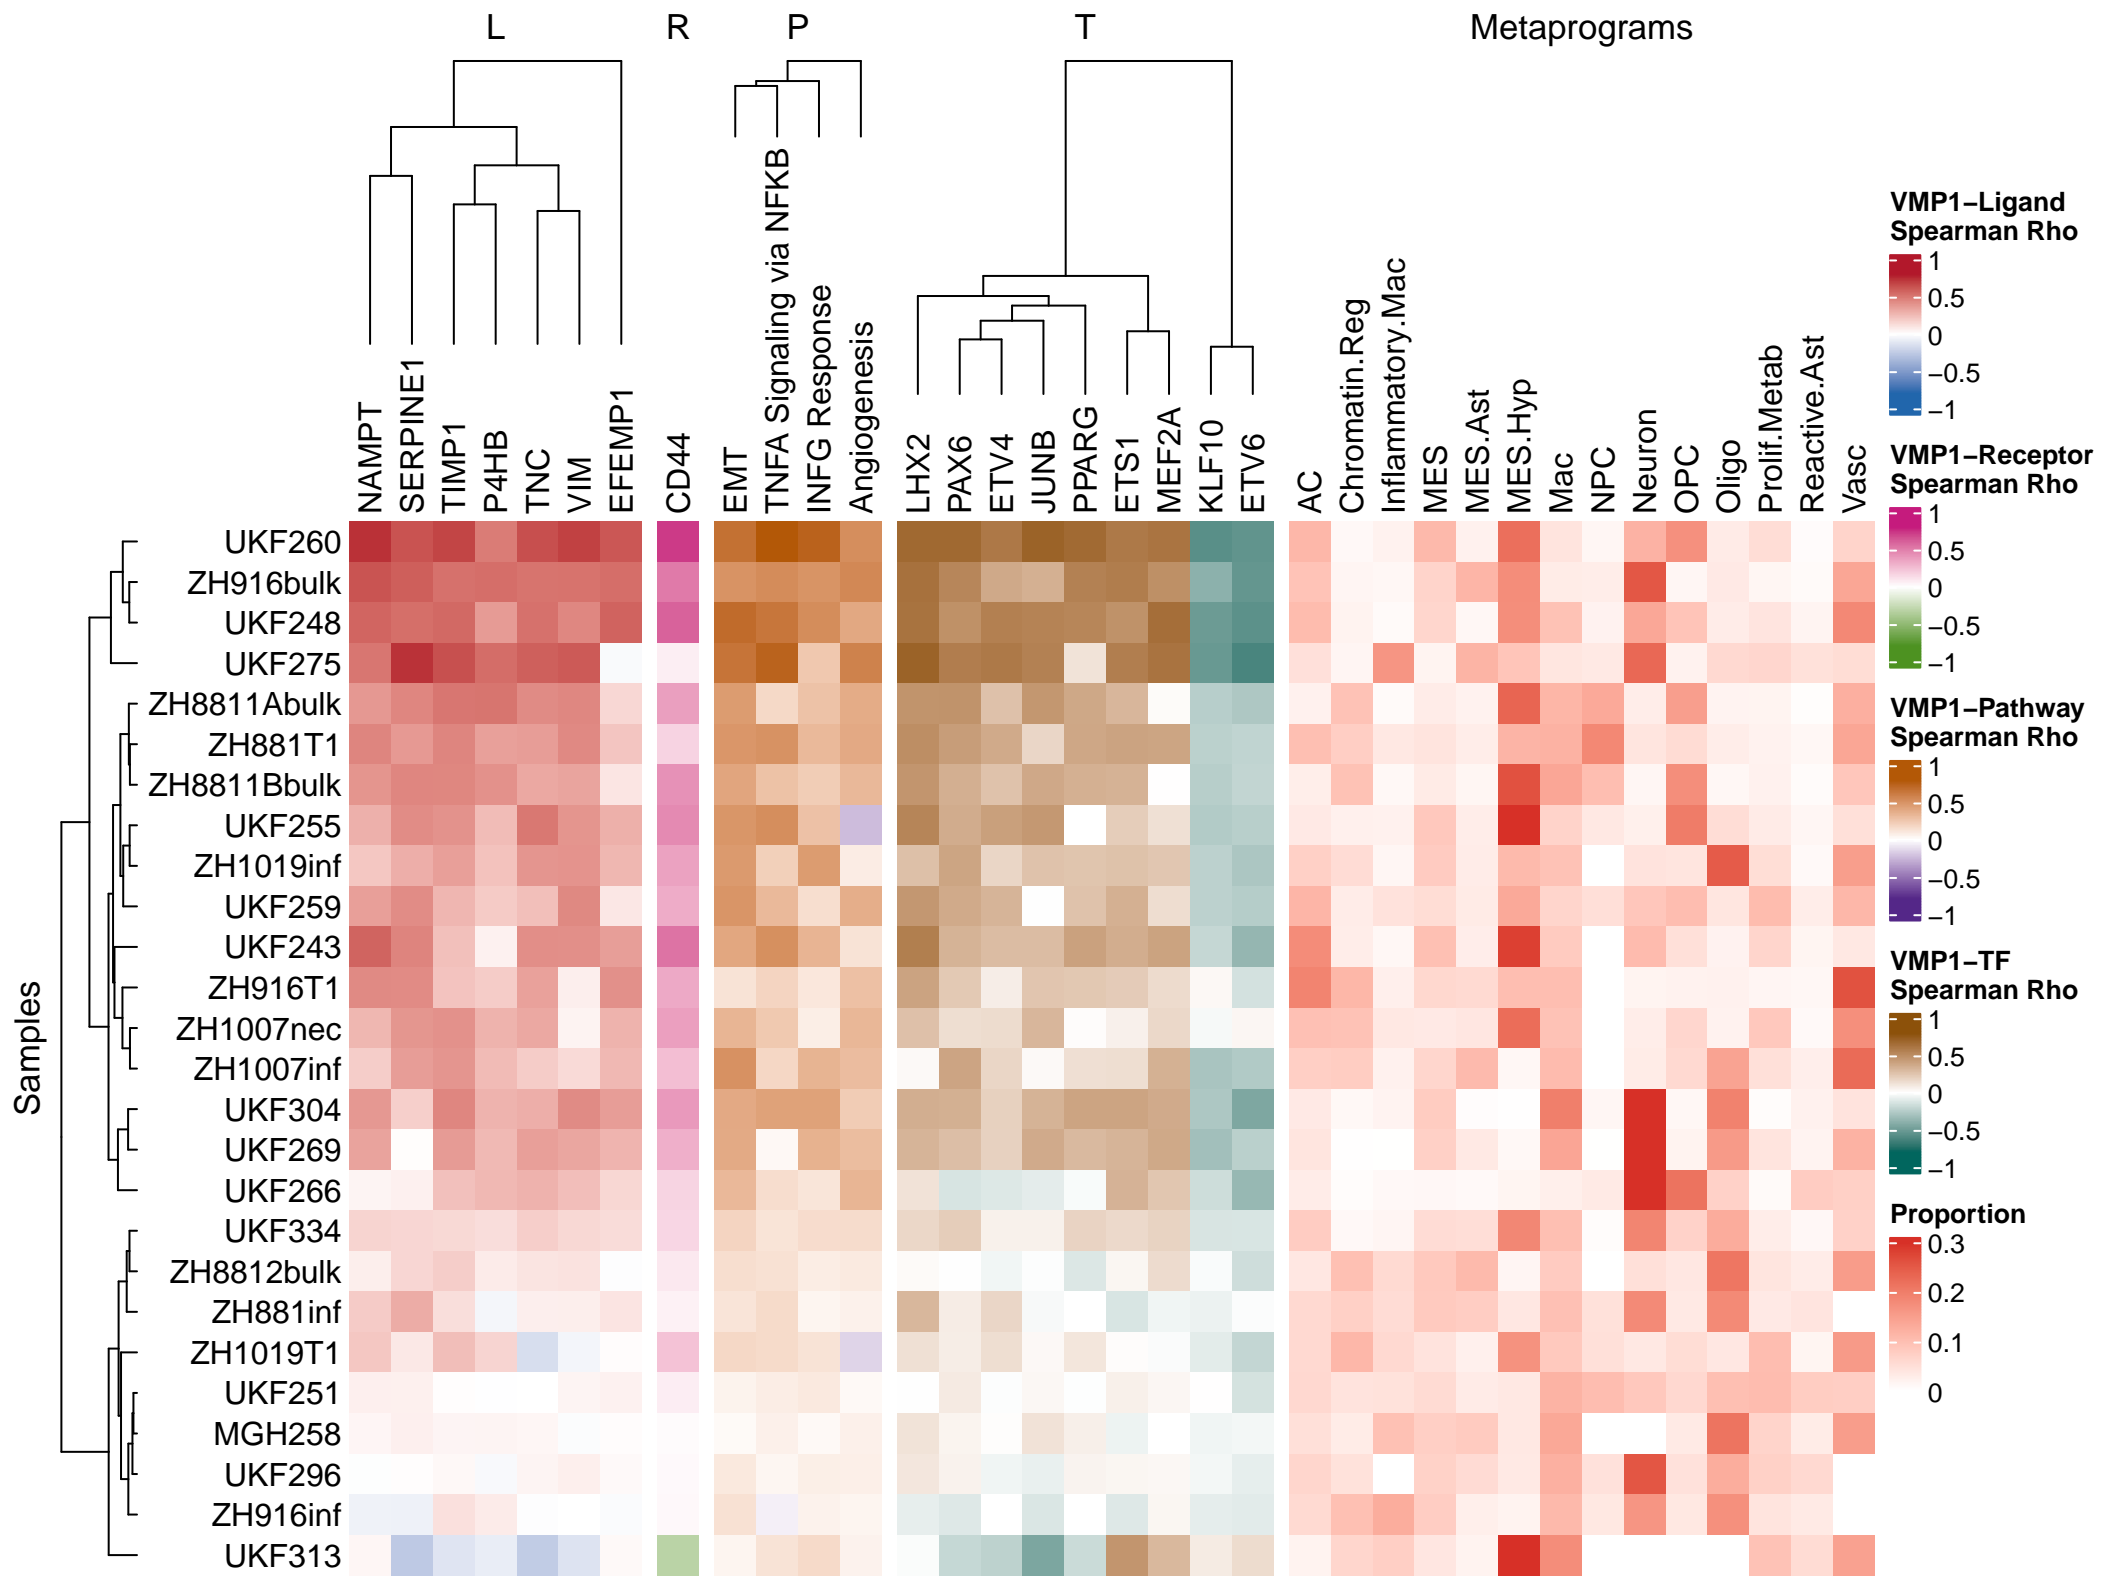 L R P T Metaprograms
NAMPT
SERPINE1
TIMP1
P4HB
TNC
VIM
EFEMP1
CD44
EMT
TNFA Signaling via NFKB
INFG Response
Angiogenesis
LHX2
PAX6
ETV4
JUNB
PPARG
ETS1
MEF2A
KLF10
ETV6
AC
Chromatin.Reg
Inflammatory.Mac
MES
MES.Ast
MES.Hyp
Mac
NPC
Neuron
OPC
Oligo
Prolif.Metab
Reactive.Ast
Vasc
Samples
UKF260
ZH916bulk
UKF248
UKF275
ZH8811Abulk
ZH881T1
ZH8811Bbulk
UKF255
ZH1019inf
UKF259
UKF243
ZH916T1
ZH1007nec
ZH1007inf
UKF304
UKF269
UKF266
UKF334
ZH8812bulk
ZH881inf
ZH1019T1
UKF251
MGH258
UKF296
ZH916inf
UKF313
VMP1−Ligand
Spearman Rho
1
0.5
0
−0.5
−1
VMP1−Receptor
Spearman Rho
1
0.5
0
−0.5
−1
VMP1−Pathway
Spearman Rho
1
0.5
0
−0.5
−1
VMP1−TF
Spearman Rho
1
0.5
0
−0.5
−1
Proportion
0.3
0.2
0.1
0